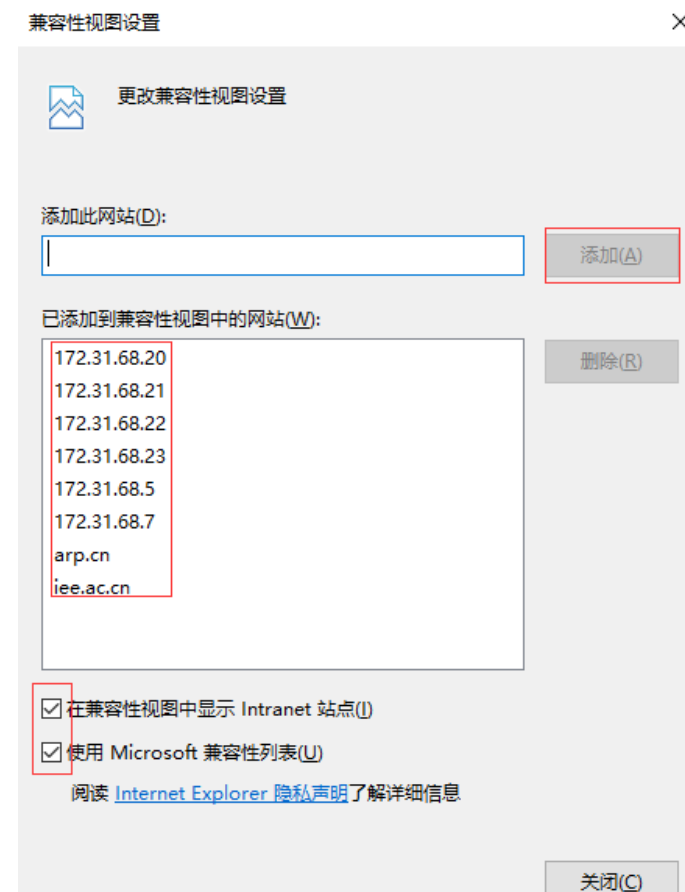 兼容性视图设置
更改兼容性视图设置
添加此网站(D):
添加(A)
已添加到兼容性视图中的网站(W):
172.31.68.20
删除(R)
172.31.68.21
172.31.68.22
172.31.68.23
172.31.68.5
172.31.68.7
arp.cn
iee.ac.cn
在兼容性视图中显示 Intranet 站点(I)
使用 Microsoft 兼容性列表(U)
阅读 Internet Explorer 隐私声明了解详细信息
关闭(C)